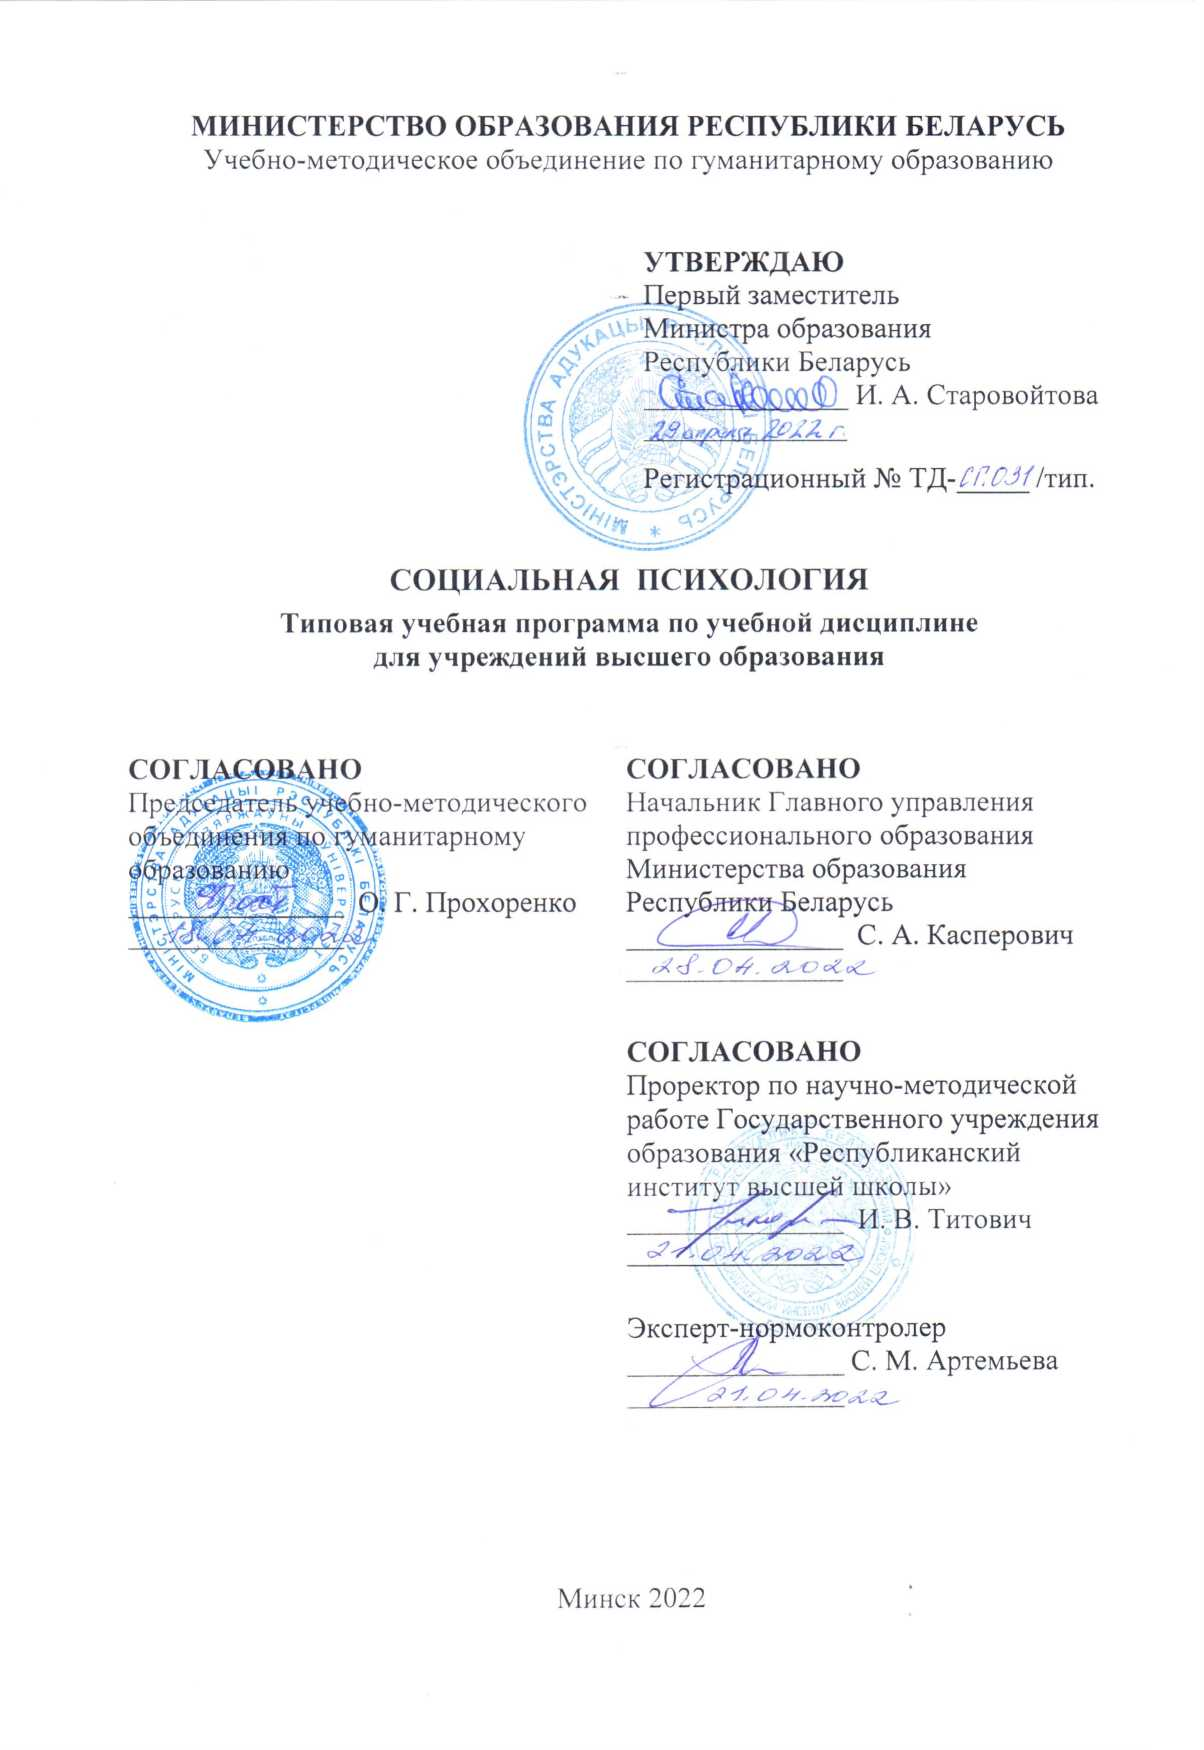 МИНИСТЕРСТВО ОБРАЗОВАНИЯ РЕСПУБЛИКИ БЕЛАРУСЬ
Учебно-методическое объединение по гуманитарному образованию
УТВЕРЖДАЮ
Первый заместитель
Министра образования
Республики Беларусь
И. А. Старовойтова
29 апреля 2022 г.
Регистрационный № ТД-СГ.031/тип.
СОЦИАЛЬНАЯ ПСИХОЛОГИЯ
Типовая учебная программа по учебной дисциплине
для учреждений высшего образования
СОГЛАСОВАНО
Председатель учебно-методического
объединения по гуманитарному
образованию
О. Г. Прохоренко
18.04.2022
СОГЛАСОВАНО
Начальник Главного управления
профессионального образования
Министерства образования
Республики Беларусь
С. А. Касперович
28.04.2022
СОГЛАСОВАНО
Проректор по научно-методической
работе Государственного учреждения
образования «Республиканский
институт высшей школы»
И. В. Титович
21.04.2022
Эксперт-нормоконтролер
С. М. Артемьева
21.04.2022
Минск 2022